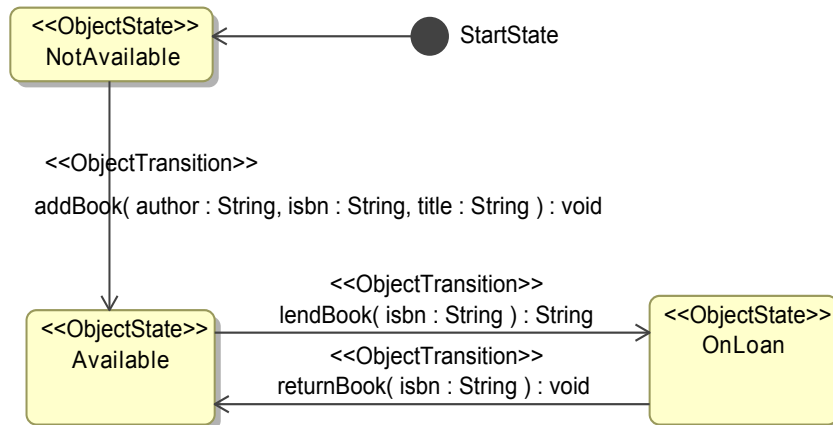 <<ObjectState>>
NotAvailable
StartState
<<ObjectTransition>>
addBook( author : String, isbn : String, title : String ) : void
<<ObjectState>>
Available
<<ObjectTransition>>
lendBook( isbn : String ) : String
<<ObjectTransition>>
returnBook( isbn : String ) : void
<<ObjectState>>
OnLoan